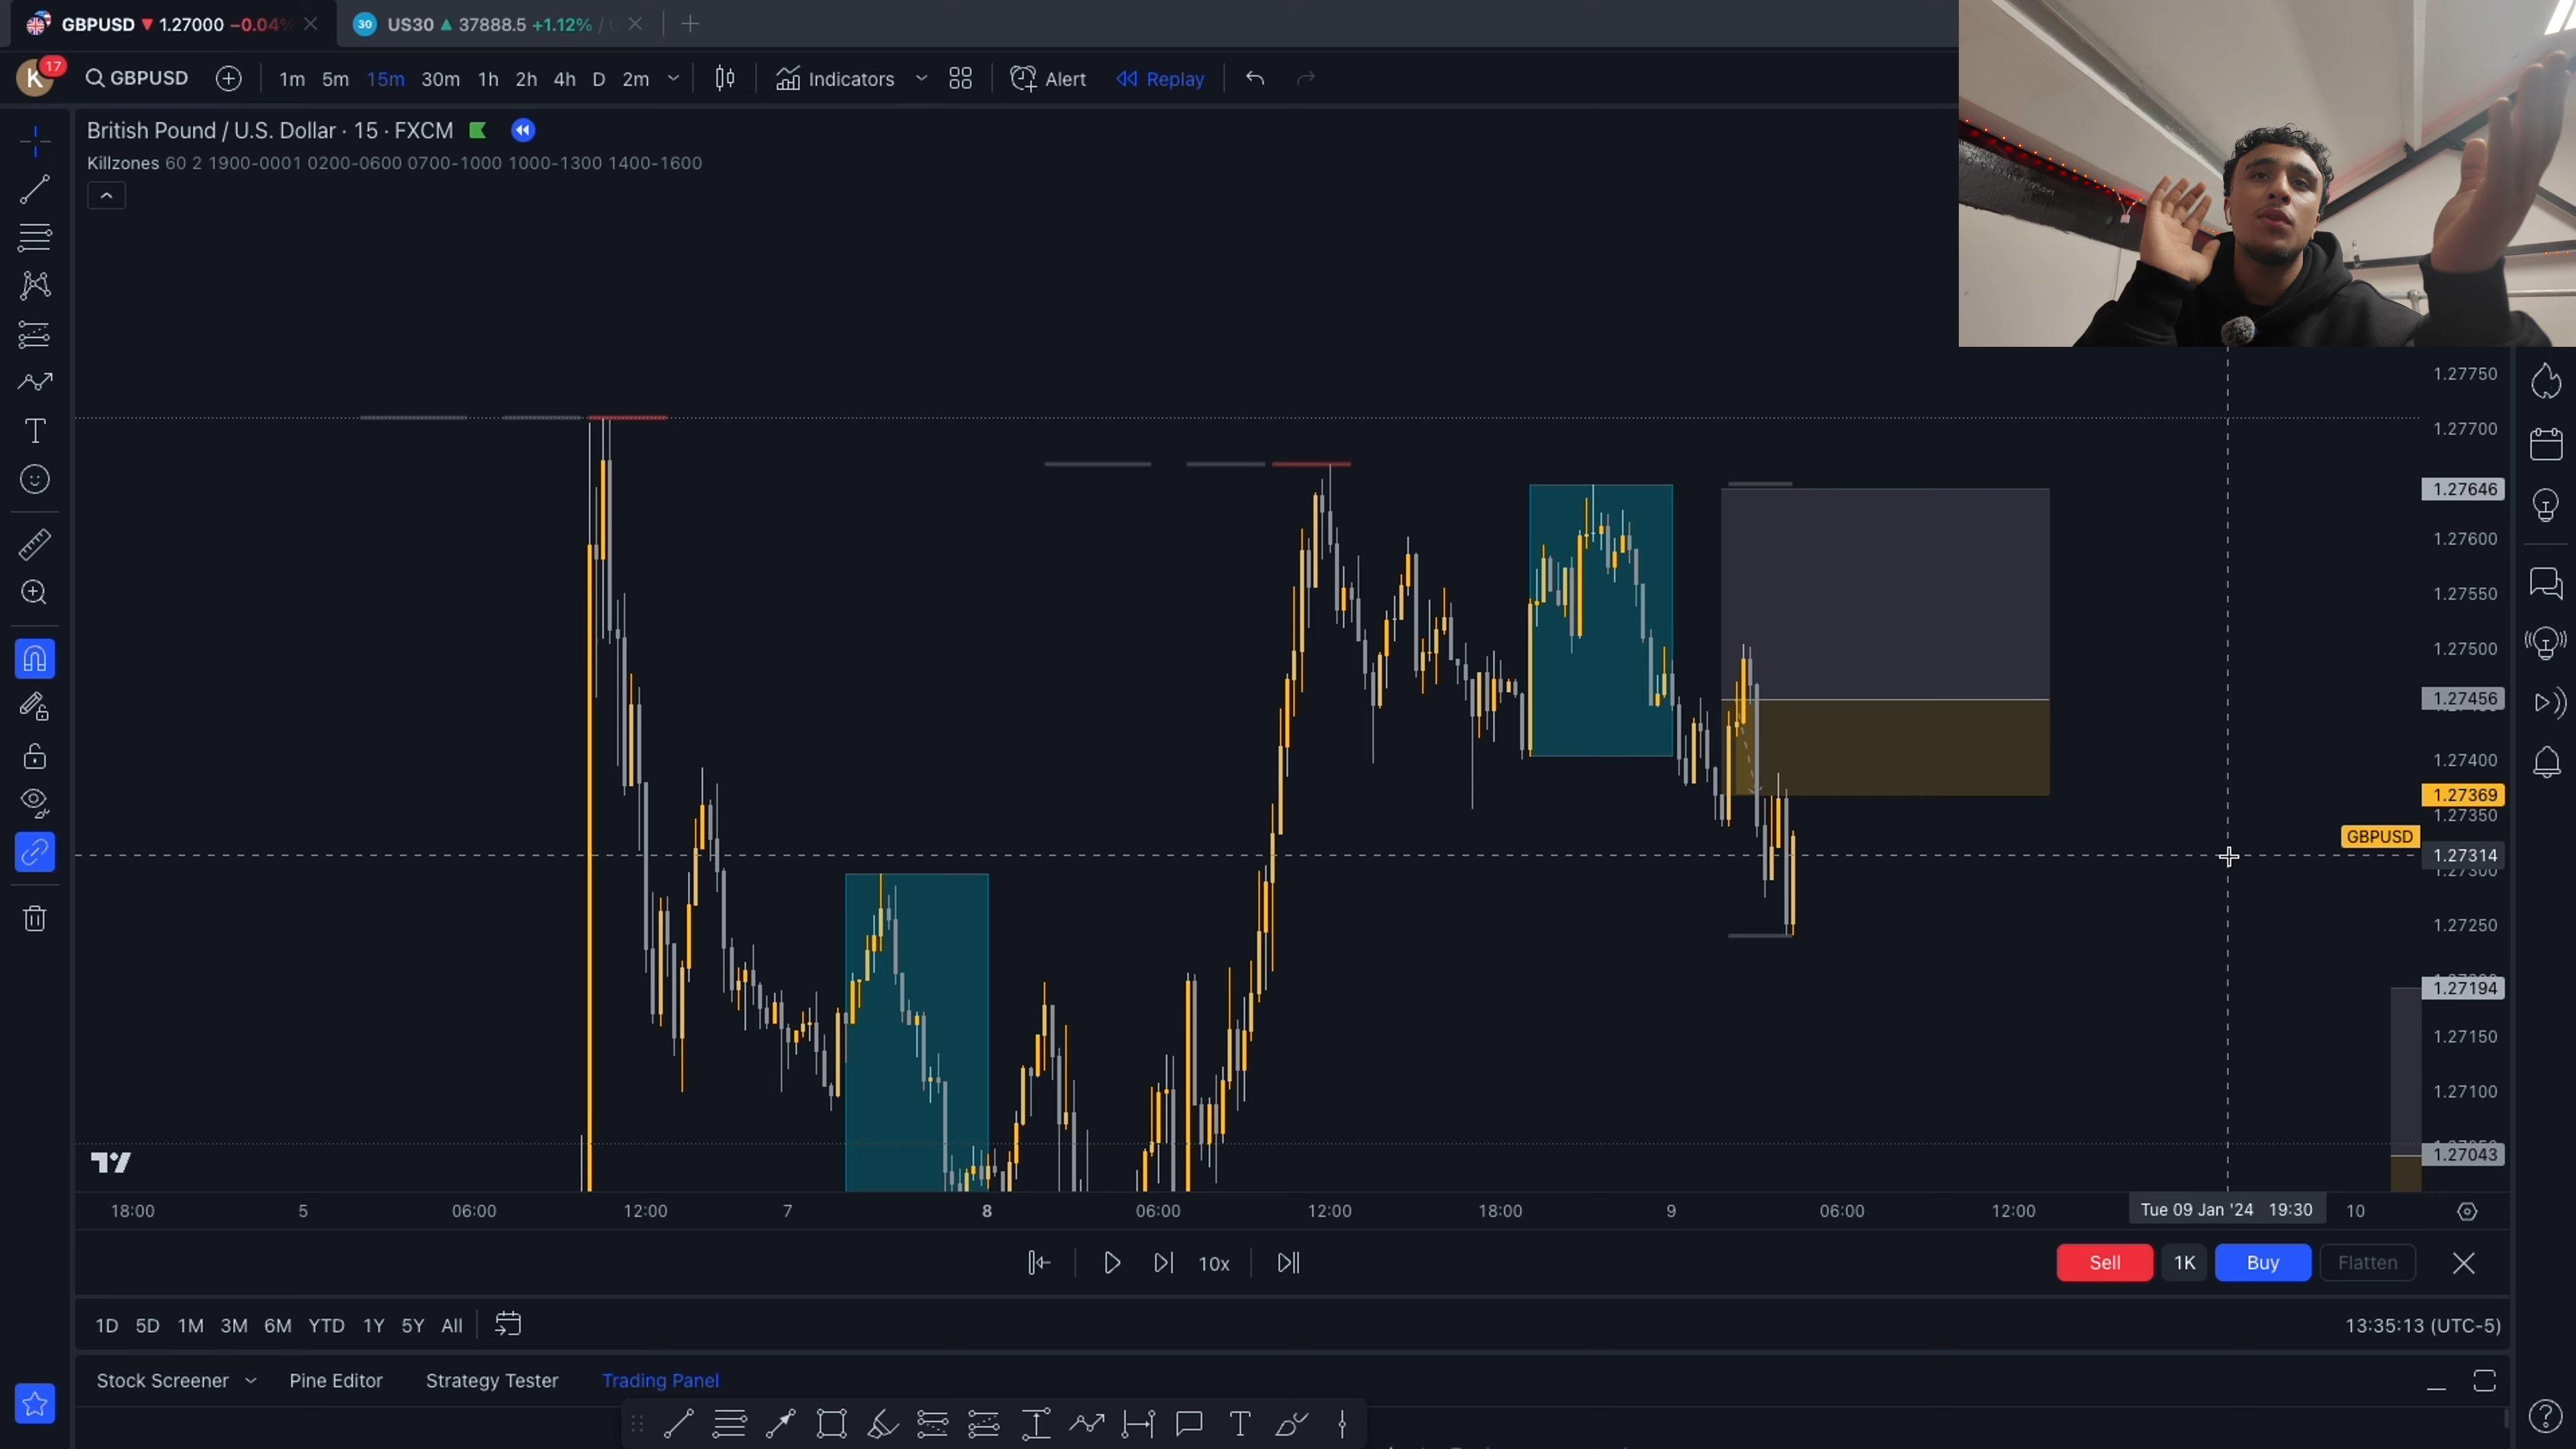 GBPUSD ▼ 1.27000 −0.04%
30 US30 ▲ 37888.5 +1.12% /
K 17 GBPUSD 1m 5m 15m 30m 1h 2h 4h D 2m Indicators Alert Replay
British Pound / U.S. Dollar · 15 · FXCM
Killzones 60 2 1900-0001 0200-0600 0700-1000 1000-1300 1400-1600
1.27750
1.27700
1.27646
1.27600
1.27550
1.27500
1.27456
1.27400
1.27369
1.27350
GBPUSD
1.27314
1.27300
1.27250
1.27194
1.27150
1.27100
1.27043
18:00 5 06:00 12:00 7 8 06:00 12:00 18:00 9 06:00 12:00 Tue 09 Jan '24 19:30 10
10x
Sell 1K Buy Flatten
1D 5D 1M 3M 6M YTD 1Y 5Y All
13:35:13 (UTC-5)
Stock Screener Pine Editor Strategy Tester Trading Panel